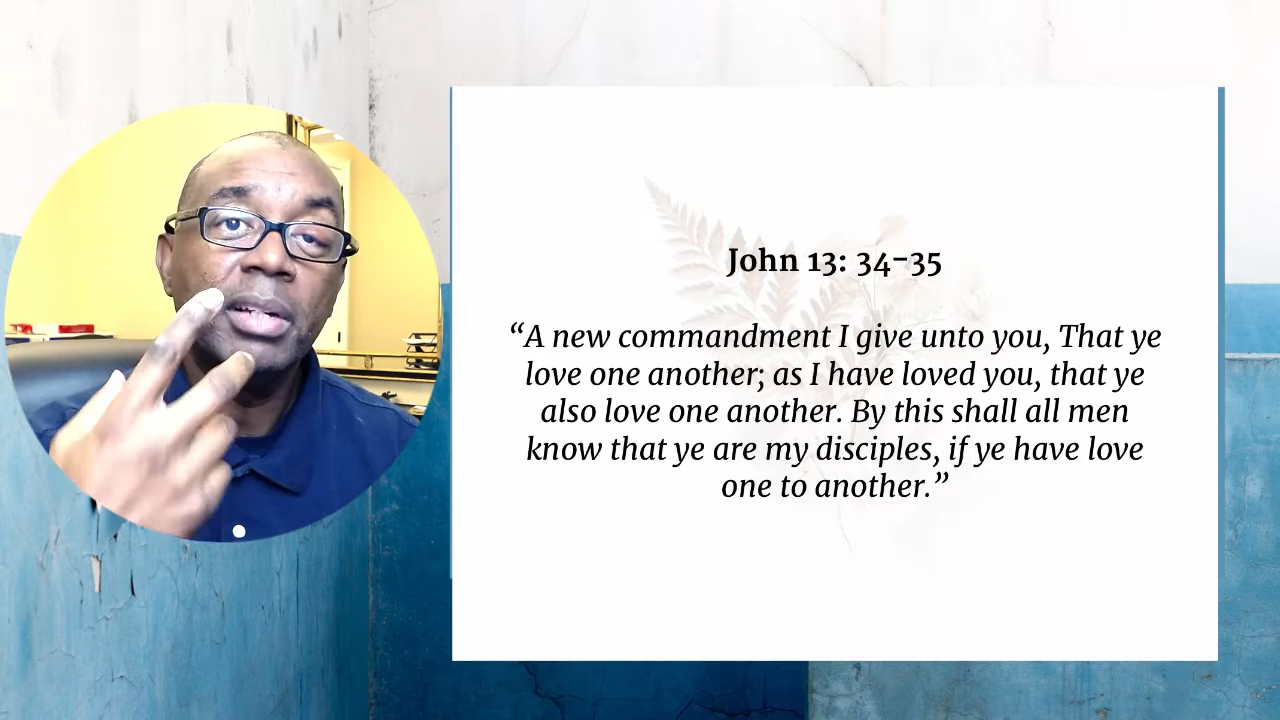 John 13: 34-35
“A new commandment I give unto you, That ye
love one another; as I have loved you, that ye
also love one another. By this shall all men
know that ye are my disciples, if ye have love
one to another.”